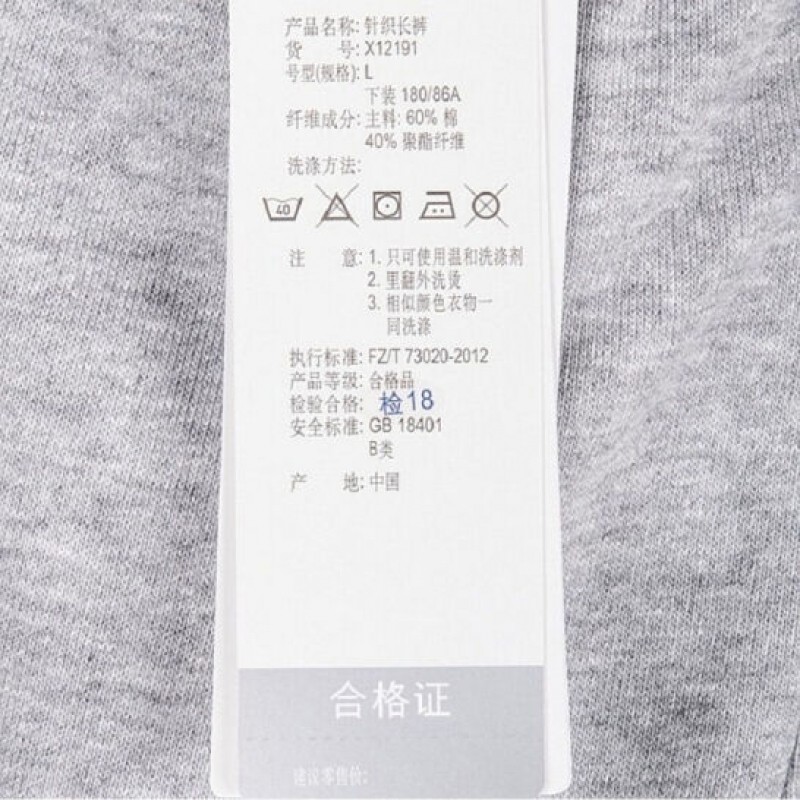 产品名称: 针织长裤
货 号: X12191
号型(规格): L
下装 180/86A
纤维成分: 主料: 60% 棉
40% 聚酯纤维
洗涤方法:
40
注 意: 1. 只可使用温和洗涤剂
2. 里翻外洗烫
3. 相似颜色衣物一
同洗涤
执行标准: FZ/T 73020-2012
产品等级: 合格品
检验合格: 检18
安全标准: GB 18401
B类
产 地: 中国
合格证
建议零售价: